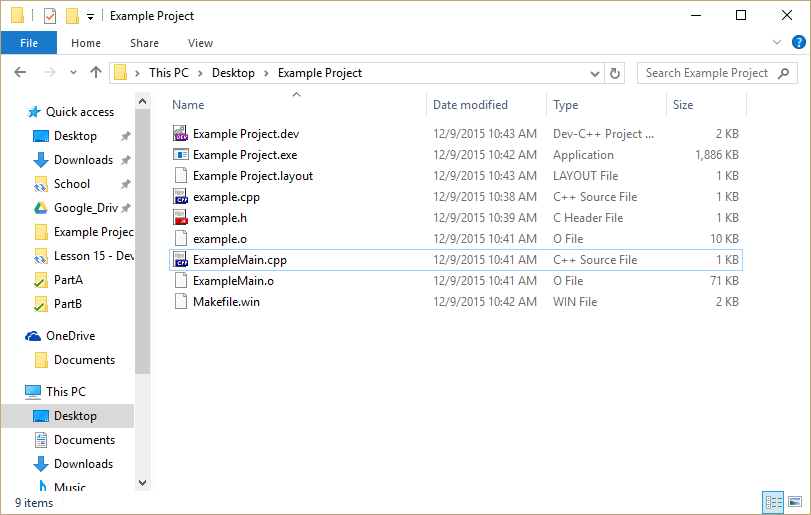 Example Project
File Home Share View
This PC Desktop Example Project Search Example Project
Name Date modified Type Size
Quick access
Desktop
Downloads
School
Google_Driv
Example Projec
Lesson 15 - Dev
PartA
PartB
OneDrive
Documents
This PC
Desktop
Documents
Downloads
Music
Example Project.dev 12/9/2015 10:43 AM Dev-C++ Project ... 2 KB
Example Project.exe 12/9/2015 10:42 AM Application 1,886 KB
Example Project.layout 12/9/2015 10:43 AM LAYOUT File 1 KB
example.cpp 12/9/2015 10:38 AM C++ Source File 1 KB
example.h 12/9/2015 10:39 AM C Header File 1 KB
example.o 12/9/2015 10:41 AM O File 10 KB
ExampleMain.cpp 12/9/2015 10:41 AM C++ Source File 1 KB
ExampleMain.o 12/9/2015 10:41 AM O File 71 KB
Makefile.win 12/9/2015 10:42 AM WIN File 2 KB
9 items